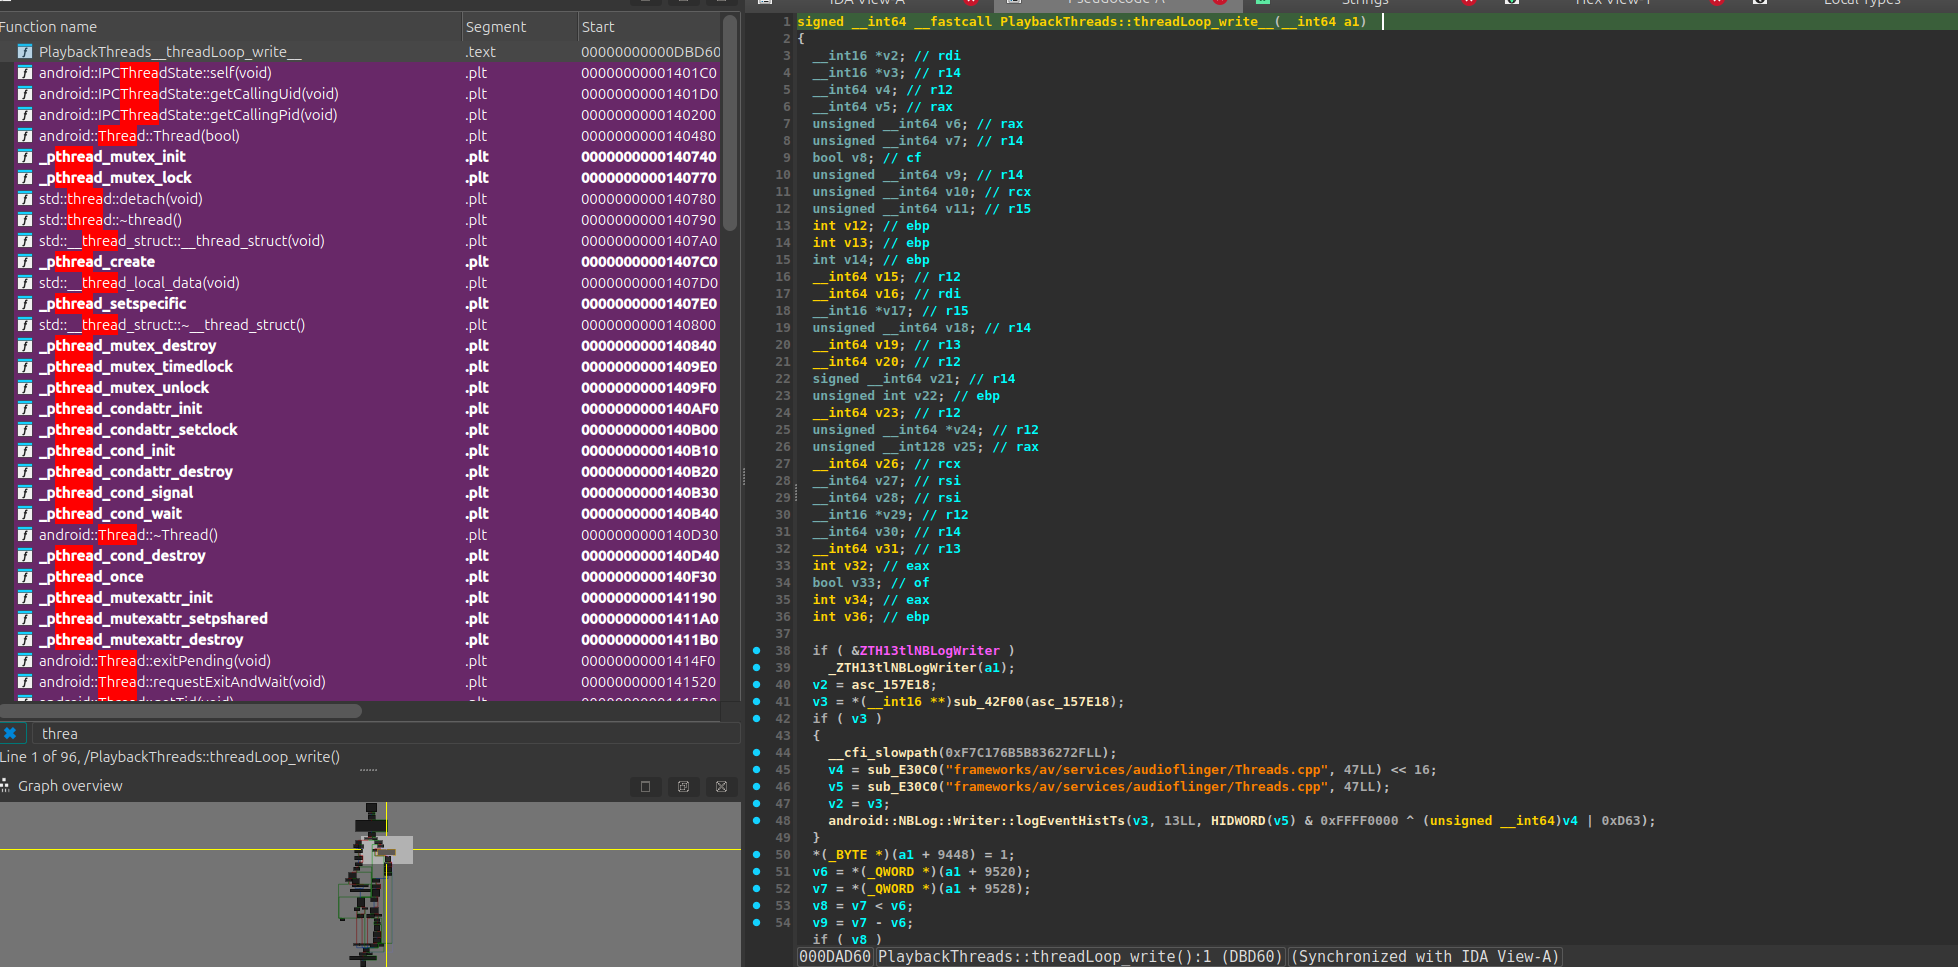 IDA View-A
Pseudocode-A
Strings
Hex View-1
Local Types
Function name Segment Start
PlaybackThreads__threadLoop_write__ .text 00000000000DBD60
android::IPCThreadState::self(void) .plt 00000000001401C0
android::IPCThreadState::getCallingUid(void) .plt 00000000001401D0
android::IPCThreadState::getCallingPid(void) .plt 0000000000140200
android::Thread::Thread(bool) .plt 0000000000140480
_pthread_mutex_init .plt 0000000000140740
_pthread_mutex_lock .plt 0000000000140770
std::thread::detach(void) .plt 0000000000140780
std::thread::~thread() .plt 0000000000140790
std::__thread_struct::__thread_struct(void) .plt 00000000001407A0
_pthread_create .plt 00000000001407C0
std::__thread_local_data(void) .plt 00000000001407D0
_pthread_setspecific .plt 00000000001407E0
std::__thread_struct::~__thread_struct() .plt 0000000000140800
_pthread_mutex_destroy .plt 0000000000140840
_pthread_mutex_timedlock .plt 00000000001409E0
_pthread_mutex_unlock .plt 00000000001409F0
_pthread_condattr_init .plt 0000000000140AF0
_pthread_condattr_setclock .plt 0000000000140B00
_pthread_cond_init .plt 0000000000140B10
_pthread_condattr_destroy .plt 0000000000140B20
_pthread_cond_signal .plt 0000000000140B30
_pthread_cond_wait .plt 0000000000140B40
android::Thread::~Thread() .plt 0000000000140D30
_pthread_cond_destroy .plt 0000000000140D40
_pthread_once .plt 0000000000140F30
_pthread_mutexattr_init .plt 0000000000141190
_pthread_mutexattr_setpshared .plt 00000000001411A0
_pthread_mutexattr_destroy .plt 00000000001411B0
android::Thread::exitPending(void) .plt 00000000001414F0
android::Thread::requestExitAndWait(void) .plt 0000000000141520
threa
Line 1 of 96, /PlaybackThreads::threadLoop_write()
Graph overview
1 signed __int64 __fastcall PlaybackThreads::threadLoop_write__(__int64 a1)
2 {
3 __int16 *v2; // rdi
4 __int16 *v3; // r14
5 __int64 v4; // r12
6 __int64 v5; // rax
7 unsigned __int64 v6; // rax
8 unsigned __int64 v7; // r14
9 bool v8; // cf
10 unsigned __int64 v9; // r14
11 unsigned __int64 v10; // rcx
12 unsigned __int64 v11; // r15
13 int v12; // ebp
14 int v13; // ebp
15 int v14; // ebp
16 __int64 v15; // r12
17 __int64 v16; // rdi
18 __int16 *v17; // r15
19 unsigned __int64 v18; // r14
20 __int64 v19; // r13
21 __int64 v20; // r12
22 signed __int64 v21; // r14
23 unsigned int v22; // ebp
24 __int64 v23; // r12
25 unsigned __int64 *v24; // r12
26 unsigned __int128 v25; // rax
27 __int64 v26; // rcx
28 __int64 v27; // rsi
29 __int64 v28; // rsi
30 __int16 *v29; // r12
31 __int64 v30; // r14
32 __int64 v31; // r13
33 int v32; // eax
34 bool v33; // of
35 int v34; // eax
36 int v36; // ebp
37
38 if ( &ZTH13tlNBLogWriter )
39 _ZTH13tlNBLogWriter(a1);
40 v2 = asc_157E18;
41 v3 = *(__int16 **)sub_42F00(asc_157E18);
42 if ( v3 )
43 {
44 __cfi_slowpath(0xF7C176B5B836272FLL);
45 v4 = sub_E30C0("frameworks/av/services/audioflinger/Threads.cpp", 47LL) << 16;
46 v5 = sub_E30C0("frameworks/av/services/audioflinger/Threads.cpp", 47LL);
47 v2 = v3;
48 android::NBLog::Writer::logEventHistTs(v3, 13LL, HIDWORD(v5) & 0xFFFF0000 ^ (unsigned __int64)v4 | 0xD63);
49 }
50 *(_BYTE *)(a1 + 9448) = 1;
51 v6 = *(_QWORD *)(a1 + 9520);
52 v7 = *(_QWORD *)(a1 + 9528);
53 v8 = v7 < v6;
54 v9 = v7 - v6;
if ( v8 )
000DAD60 PlaybackThreads::threadLoop_write():1 (DBD60) (Synchronized with IDA View-A)